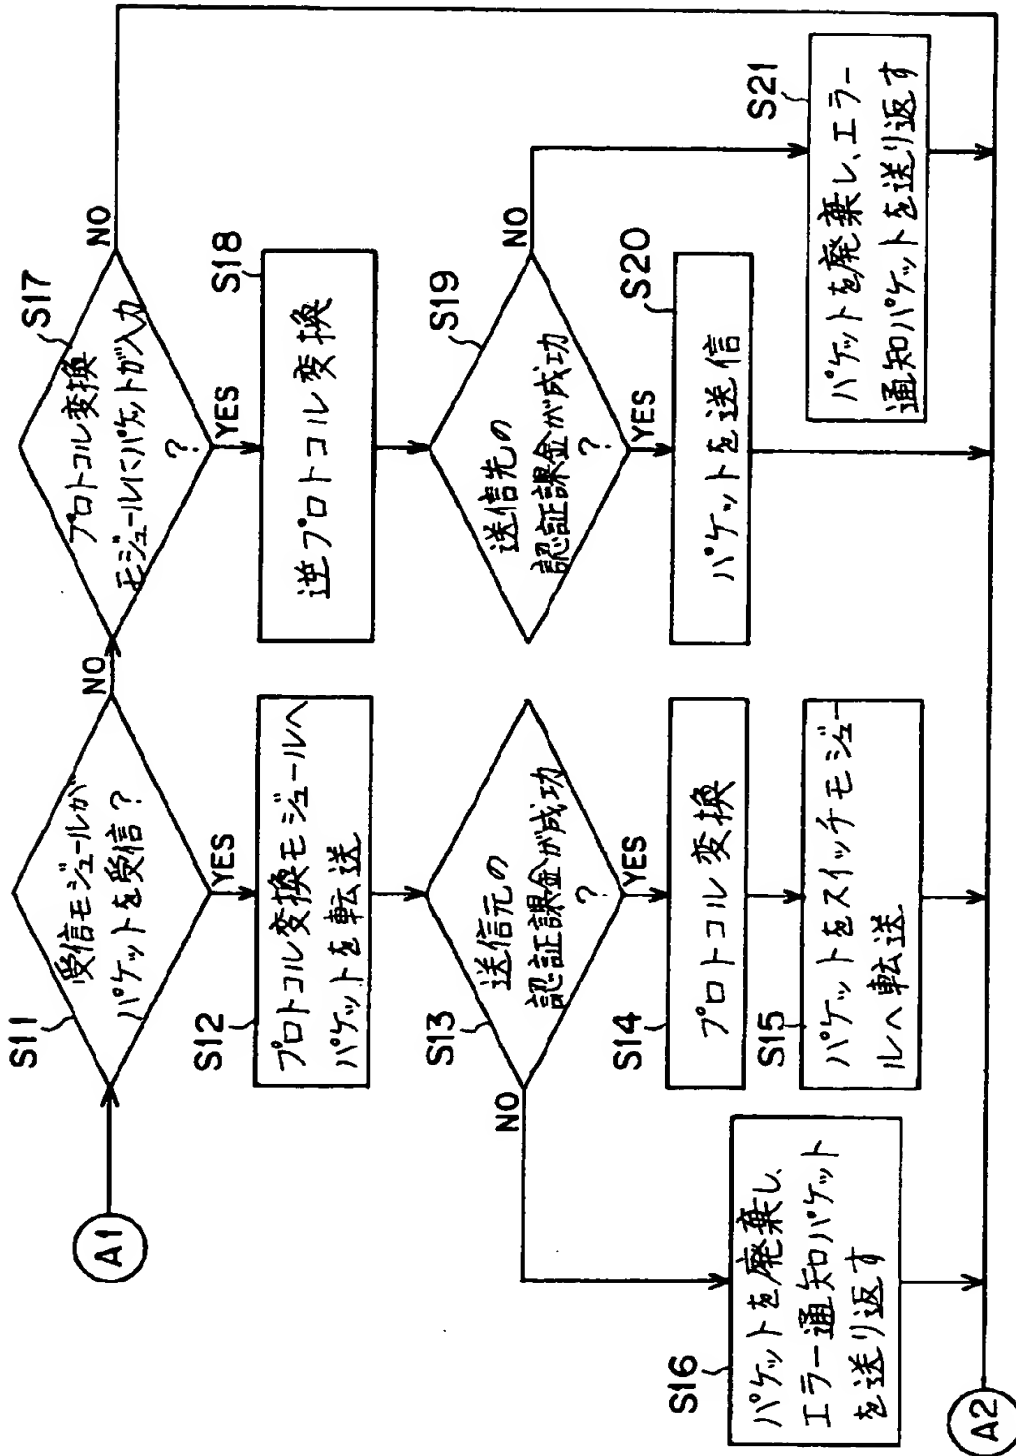 A1
S11
受信モジュールが
パケットを受信?
NO
YES
S12
プロトコル変換モジュールへ
パケットを転送
S13
送信元の
認証課金が成功
?
NO
YES
S14
プロトコル変換
S15
パケットをスイッチモジュー
ルへ転送
S16
パケットを廃棄し、
エラー通知パケット
を送り返す
S17
プロトコル変換
モジュールにパケットが入力
?
NO
YES
S18
逆プロトコル変換
S19
送信先の
認証課金が成功
?
NO
YES
S20
パケットを送信
S21
パケットを廃棄し、エラー
通知パケットを送り返す
A2